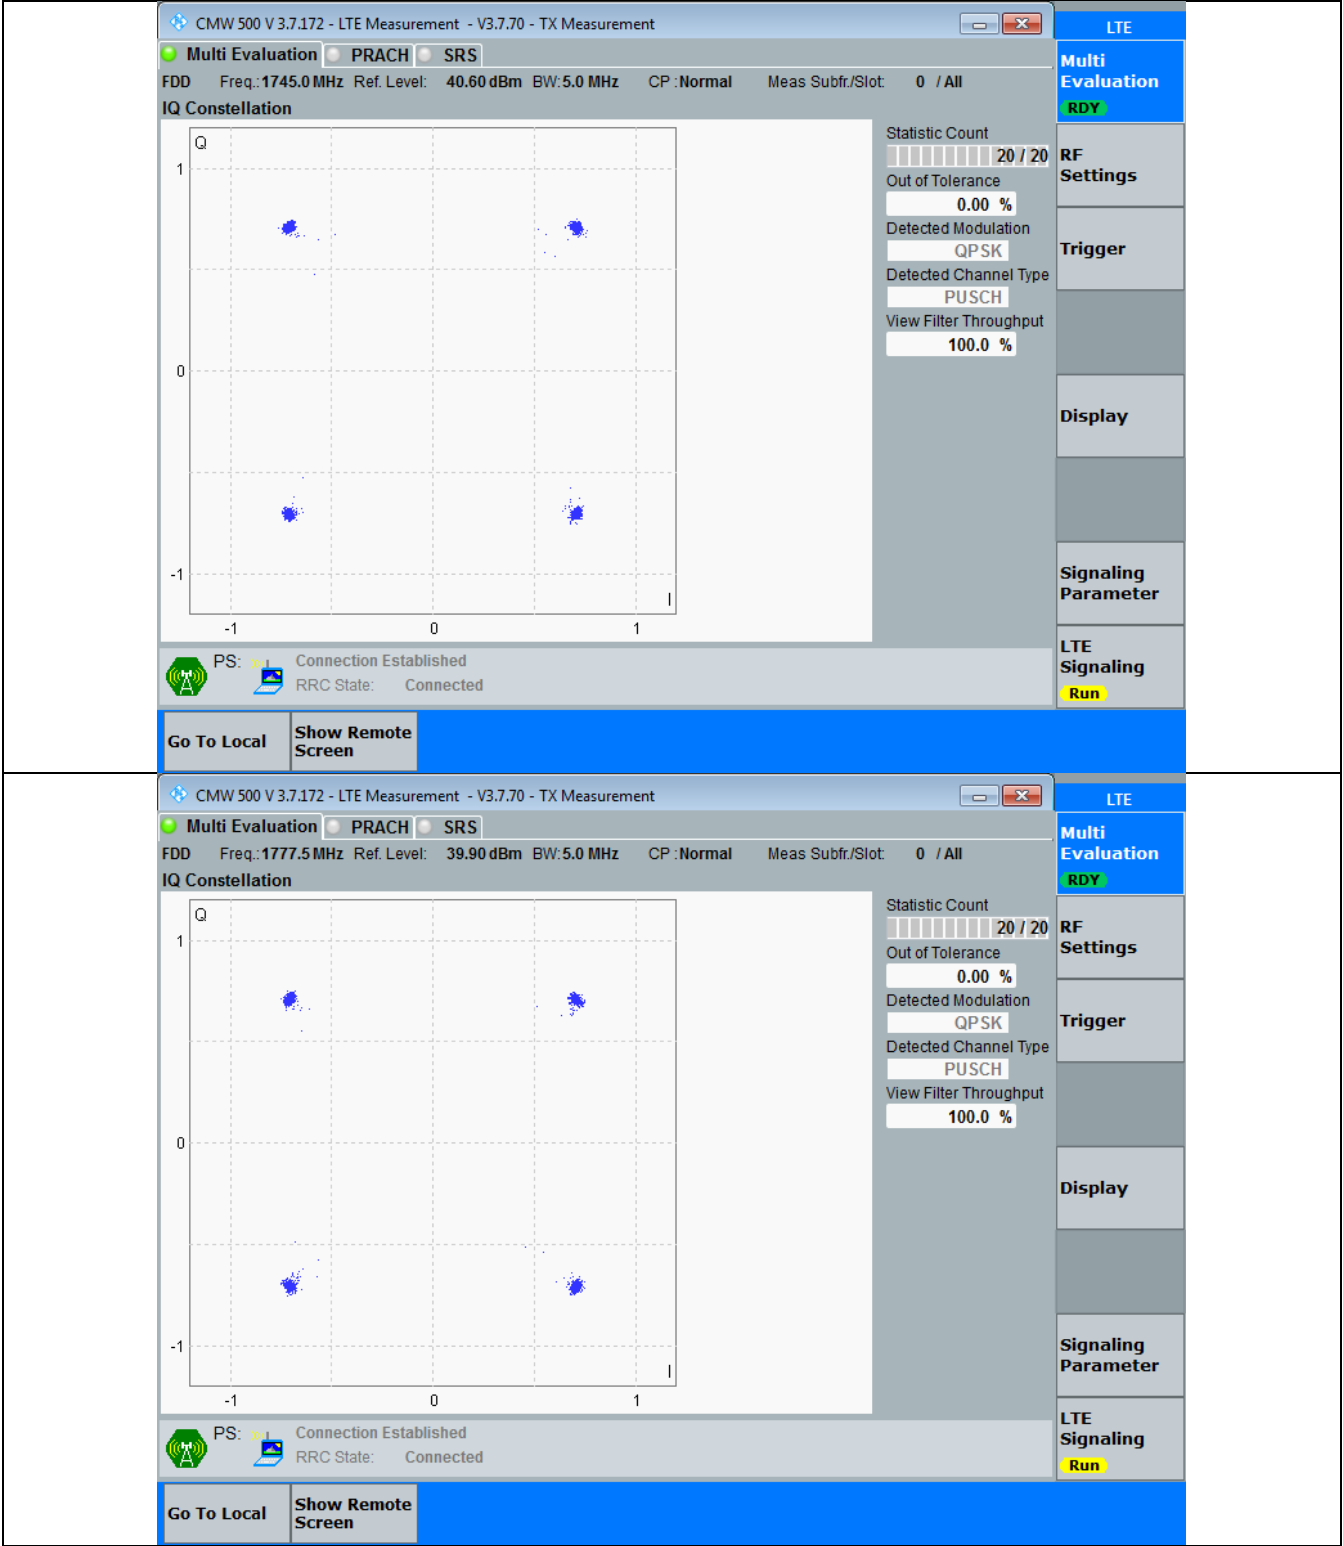 CMW 500 V 3.7.172 - LTE Measurement - V3.7.70 - TX Measurement
LTE
Multi Evaluation PRACH SRS
Multi
Evaluation
RDY
FDD Freq.: 1745.0 MHz Ref. Level: 40.60 dBm BW: 5.0 MHz CP : Normal Meas Subfr./Slot: 0 / All
IQ Constellation
Q
1
0
-1
I
-1 0 1
Statistic Count
20 / 20
Out of Tolerance
0.00 %
Detected Modulation
QPSK
Detected Channel Type
PUSCH
View Filter Throughput
100.0 %
RF
Settings
Trigger
Display
Signaling
Parameter
LTE
Signaling
Run
PS: Connection Established
RRC State: Connected
Go To Local
Show Remote
Screen
CMW 500 V 3.7.172 - LTE Measurement - V3.7.70 - TX Measurement
LTE
Multi Evaluation PRACH SRS
Multi
Evaluation
RDY
FDD Freq.: 1777.5 MHz Ref. Level: 39.90 dBm BW: 5.0 MHz CP : Normal Meas Subfr./Slot: 0 / All
IQ Constellation
Q
1
0
-1
I
-1 0 1
Statistic Count
20 / 20
Out of Tolerance
0.00 %
Detected Modulation
QPSK
Detected Channel Type
PUSCH
View Filter Throughput
100.0 %
RF
Settings
Trigger
Display
Signaling
Parameter
LTE
Signaling
Run
PS: Connection Established
RRC State: Connected
Go To Local
Show Remote
Screen